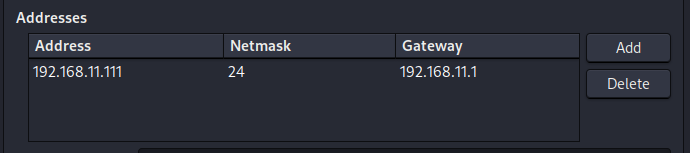 Addresses
Address Netmask Gateway Add
192.168.11.111 24 192.168.11.1
Delete